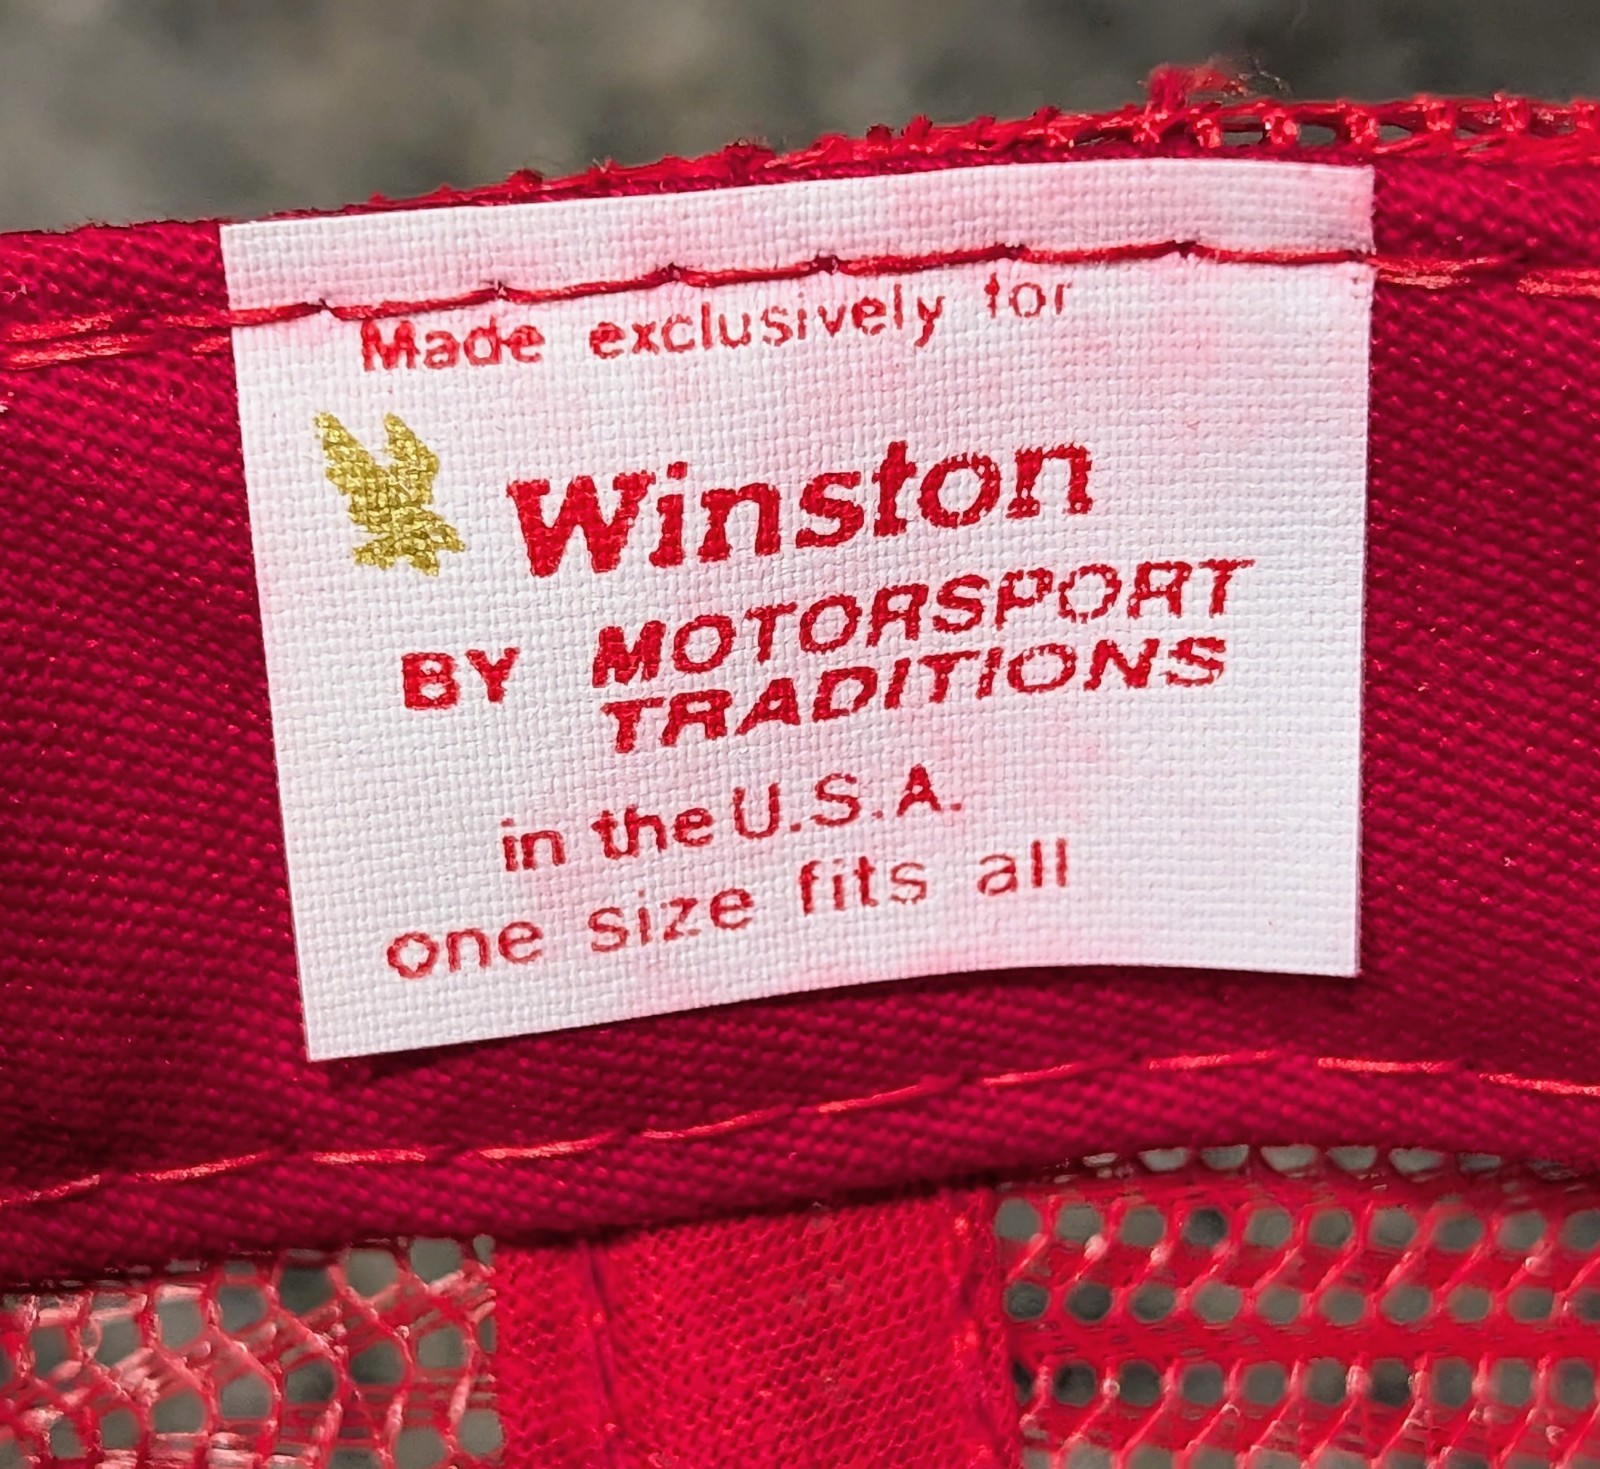 Made exclusively for
Winston
BY MOTORSPORT
TRADITIONS
in the U.S.A.
one size fits all